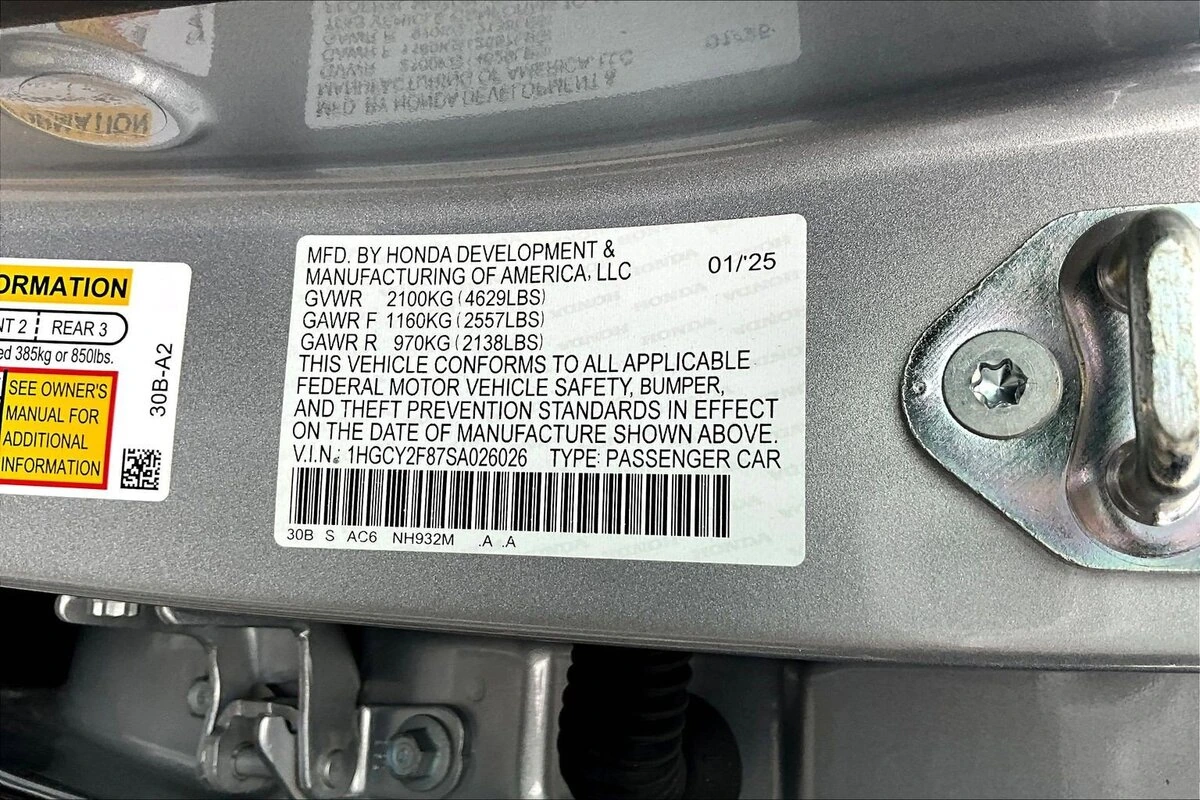 ORMATION
NT 2 REAR 3
ed 385kg or 850lbs.
SEE OWNER'S
MANUAL FOR
ADDITIONAL
INFORMATION
30B-A2
MFD. BY HONDA DEVELOPMENT &
MANUFACTURING OF AMERICA, LLC 01/'25
GVWR 2100KG (4629LBS)
GAWR F 1160KG (2557LBS)
GAWR R 970KG (2138LBS)
THIS VEHICLE CONFORMS TO ALL APPLICABLE
FEDERAL MOTOR VEHICLE SAFETY, BUMPER,
AND THEFT PREVENTION STANDARDS IN EFFECT
ON THE DATE OF MANUFACTURE SHOWN ABOVE.
V.I.N.: 1HGCY2F87SA026026 TYPE: PASSENGER CAR
30B S AC6 NH932M .A .A